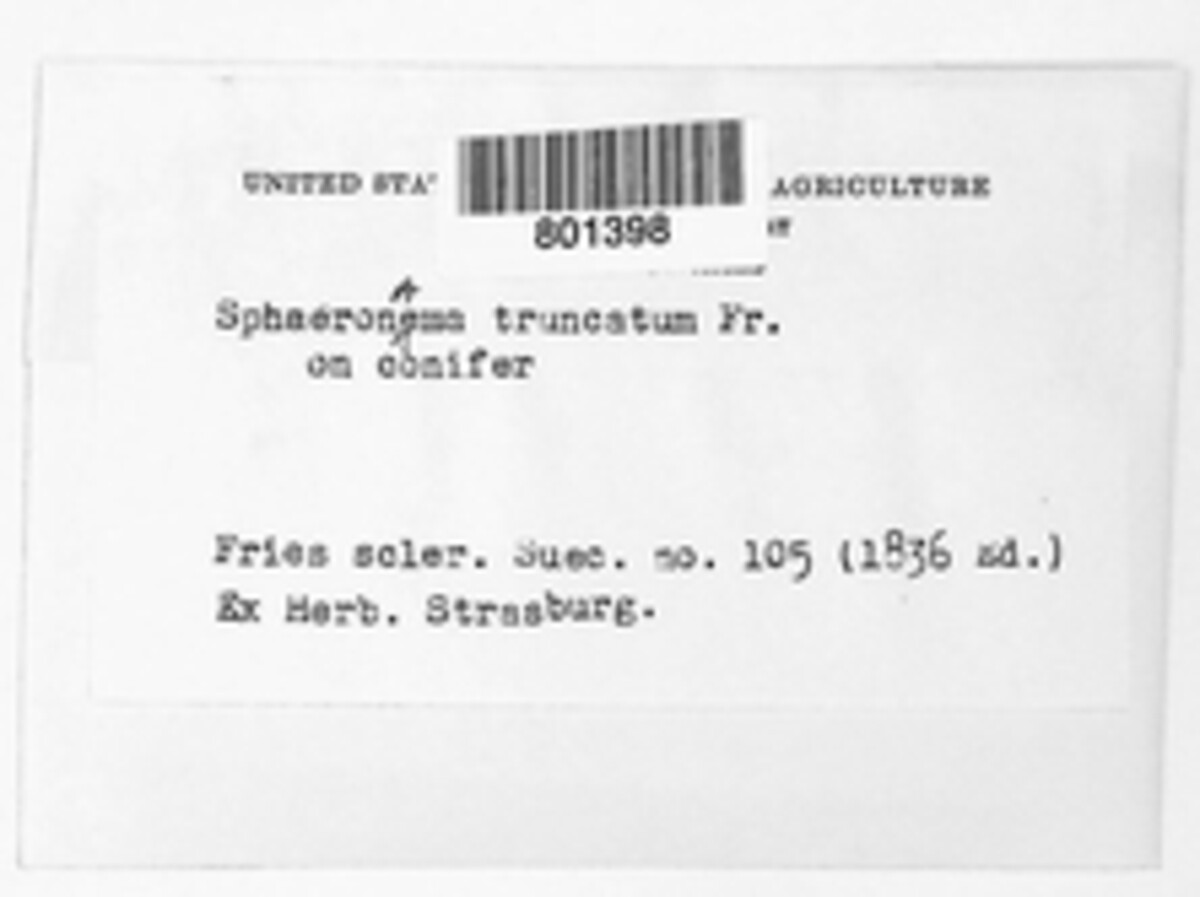 UNITED STA AGRICULTURE
801398
Sphaeronema truncatum Fr.
on conifer
Fries scler. Suec. no. 105 (1836 Ed.)
Ex Herb. Strasburg.